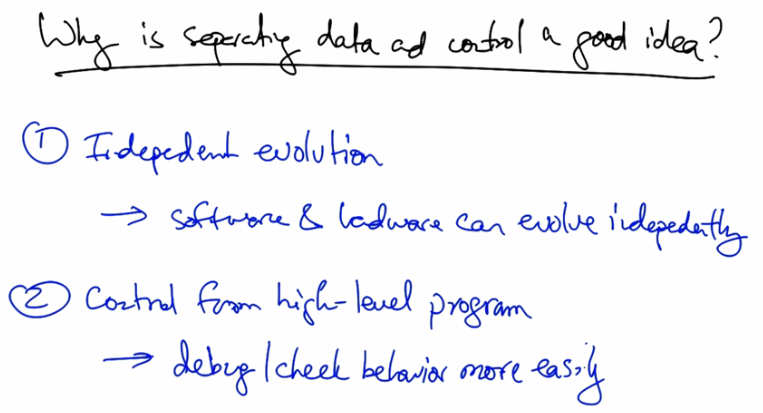 Why is separating data and control a good idea?
① Independent evolution
→ software & hardware can evolve independently
② Control from high-level program
→ debug/check behavior more easily